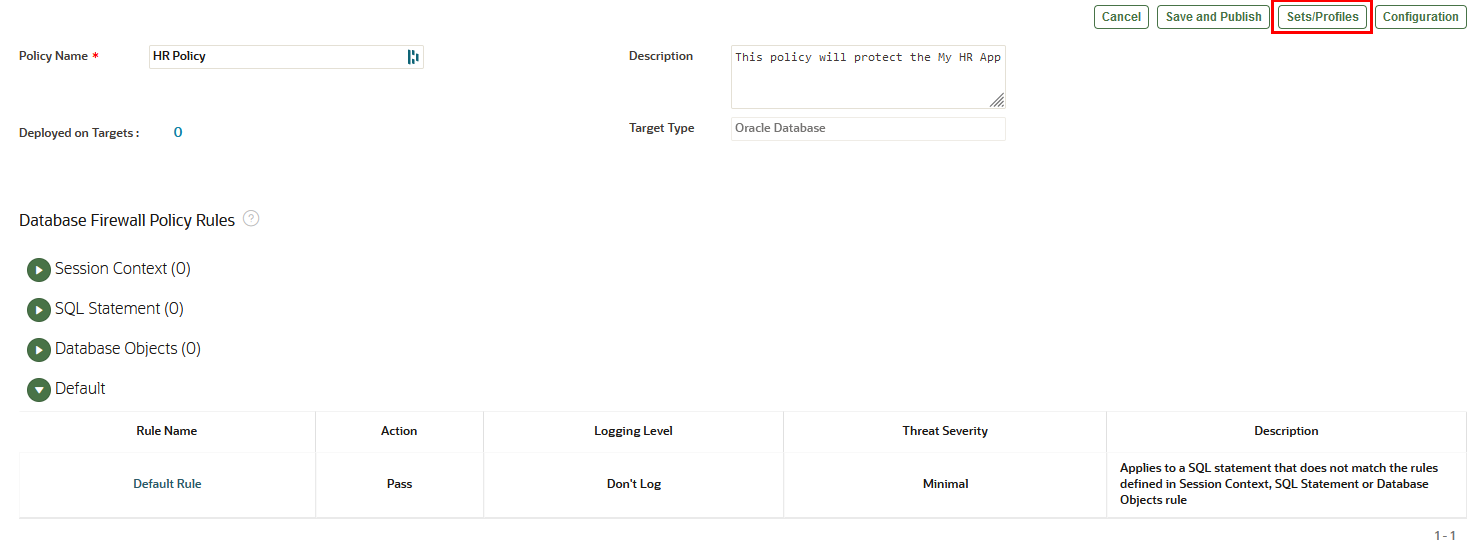 Cancel Save and Publish Sets/Profiles Configuration
Policy Name * HR Policy Description This policy will protect the My HR App
Deployed on Targets : 0 Target Type Oracle Database
Database Firewall Policy Rules ?
Session Context (0)
SQL Statement (0)
Database Objects (0)
Default
Rule Name Action Logging Level Threat Severity Description
Default Rule Pass Don't Log Minimal Applies to a SQL statement that does not match the rules
defined in Session Context, SQL Statement or Database
Objects rule
1 - 1